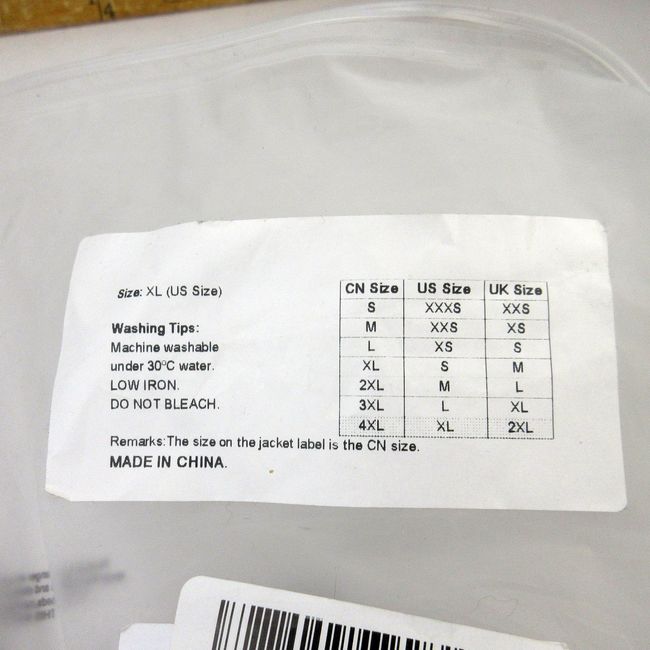 1/4
Size: XL (US Size)
Washing Tips:
Machine washable
under 30°C water.
LOW IRON.
DO NOT BLEACH.
CN Size US Size UK Size
S XXXS XXS
M XXS XS
L XS S
XL S M
2XL M L
3XL L XL
4XL XL 2XL
Remarks:The size on the jacket label is the CN size.
MADE IN CHINA.